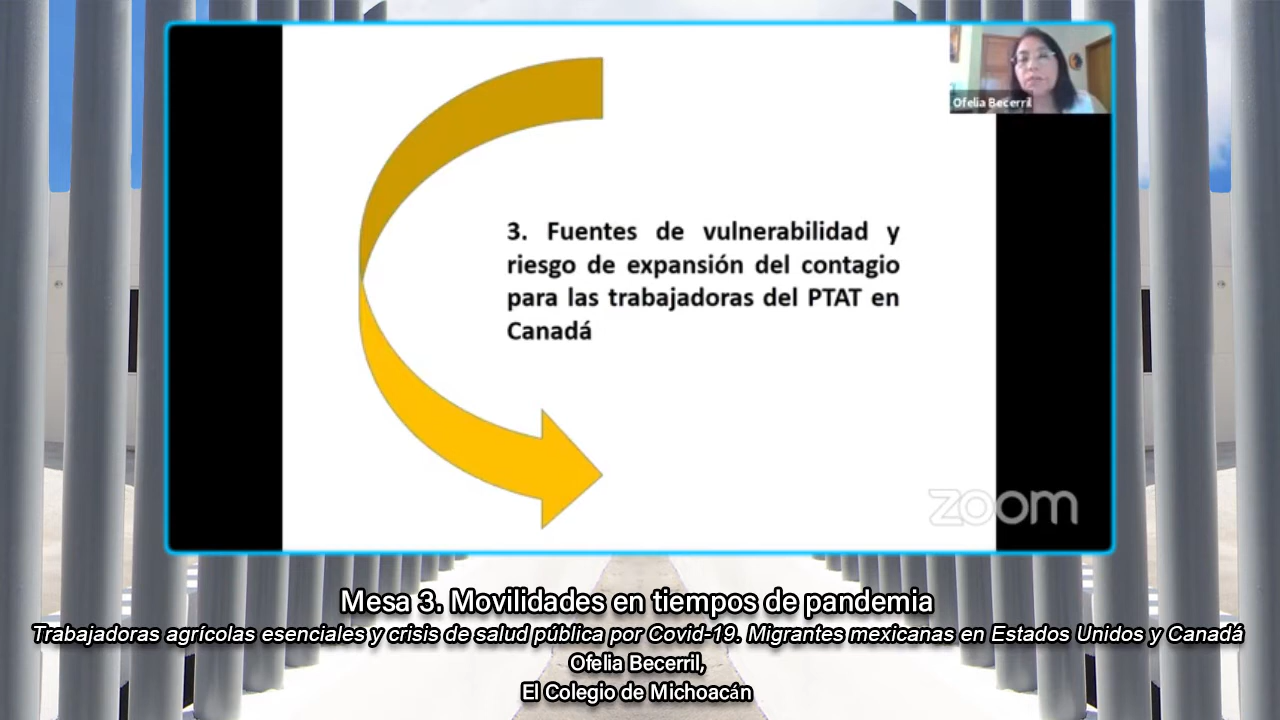 Ofelia Becerril
3. Fuentes de vulnerabilidad y
riesgo de expansión del contagio
para las trabajadoras del PTAT en
Canadá
zoom
Mesa 3. Movilidades en tiempos de pandemia
Trabajadoras agrícolas esenciales y crisis de salud pública por Covid-19. Migrantes mexicanas en Estados Unidos y Canadá
Ofelia Becerril,
El Colegio de Michoacán